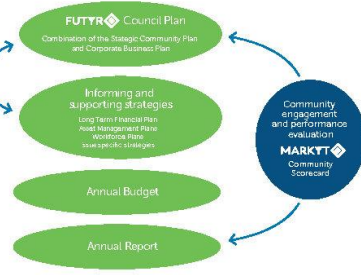 FUTYR Council Plan
Combination of the Stategic Community Plan
and Corporate Business Plan
Informing and
supporting strategies
Long Term Financial Plan
Asset Management Plans
Workforce Plans
Issue specific strategies
Annual Budget
Annual Report
Community
engagement
and performance
evaluation
MARKYT
Community
Scorecard